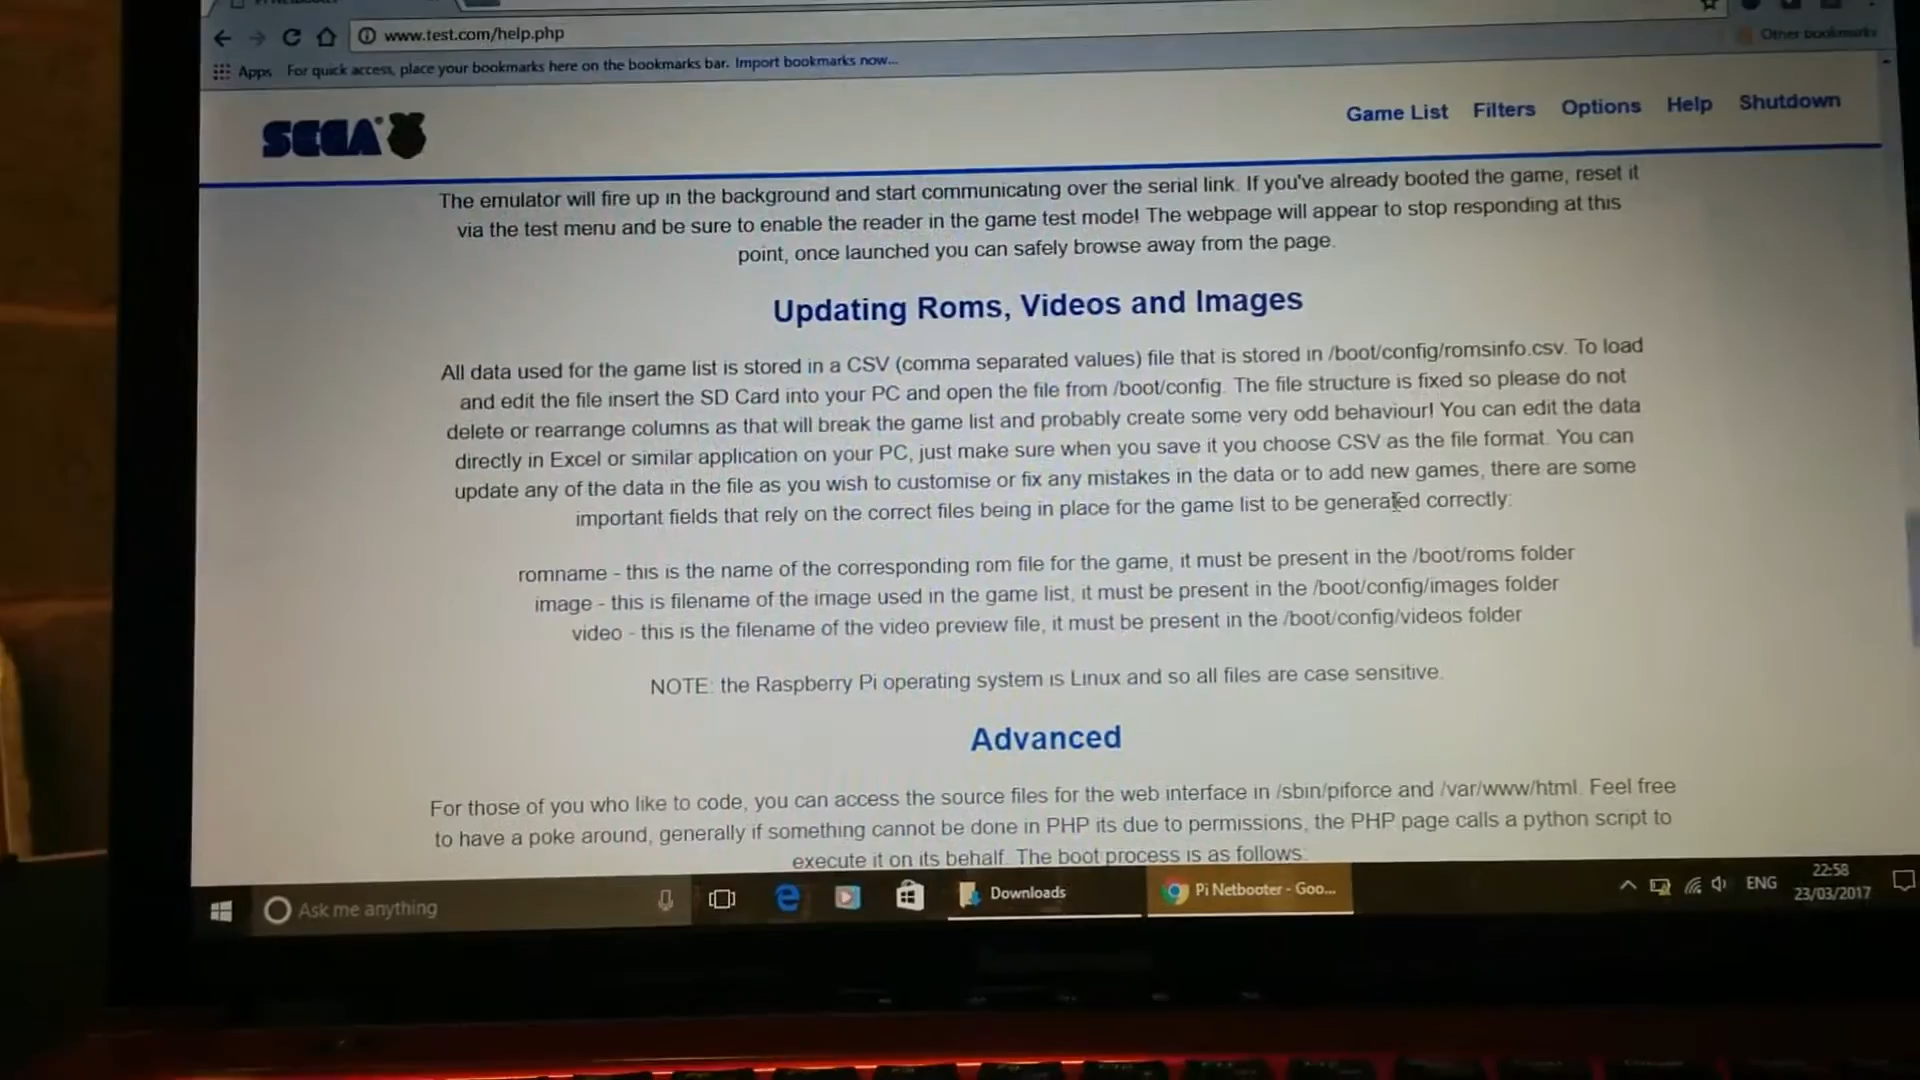 www.test.com/help.php
Other bookmarks
Apps For quick access, place your bookmarks here on the bookmarks bar. Import bookmarks now...
SEGA
Game List Filters Options Help Shutdown
The emulator will fire up in the background and start communicating over the serial link. If you've already booted the game, reset it
via the test menu and be sure to enable the reader in the game test mode! The webpage will appear to stop responding at this
point, once launched you can safely browse away from the page.
Updating Roms, Videos and Images
All data used for the game list is stored in a CSV (comma separated values) file that is stored in /boot/config/romsinfo.csv. To load
and edit the file insert the SD Card into your PC and open the file from /boot/config. The file structure is fixed so please do not
delete or rearrange columns as that will break the game list and probably create some very odd behaviour! You can edit the data
directly in Excel or similar application on your PC, just make sure when you save it you choose CSV as the file format. You can
update any of the data in the file as you wish to customise or fix any mistakes in the data or to add new games, there are some
important fields that rely on the correct files being in place for the game list to be generated correctly:
romname - this is the name of the corresponding rom file for the game, it must be present in the /boot/roms folder
image - this is filename of the image used in the game list, it must be present in the /boot/config/images folder
video - this is the filename of the video preview file, it must be present in the /boot/config/videos folder
NOTE: the Raspberry Pi operating system is Linux and so all files are case sensitive.
Advanced
For those of you who like to code, you can access the source files for the web interface in /sbin/piforce and /var/www/html. Feel free
to have a poke around, generally if something cannot be done in PHP its due to permissions, the PHP page calls a python script to
execute it on its behalf. The boot process is as follows:
Ask me anything
Downloads
Pi Netbooter - Goo...
ENG
22:58
23/03/2017